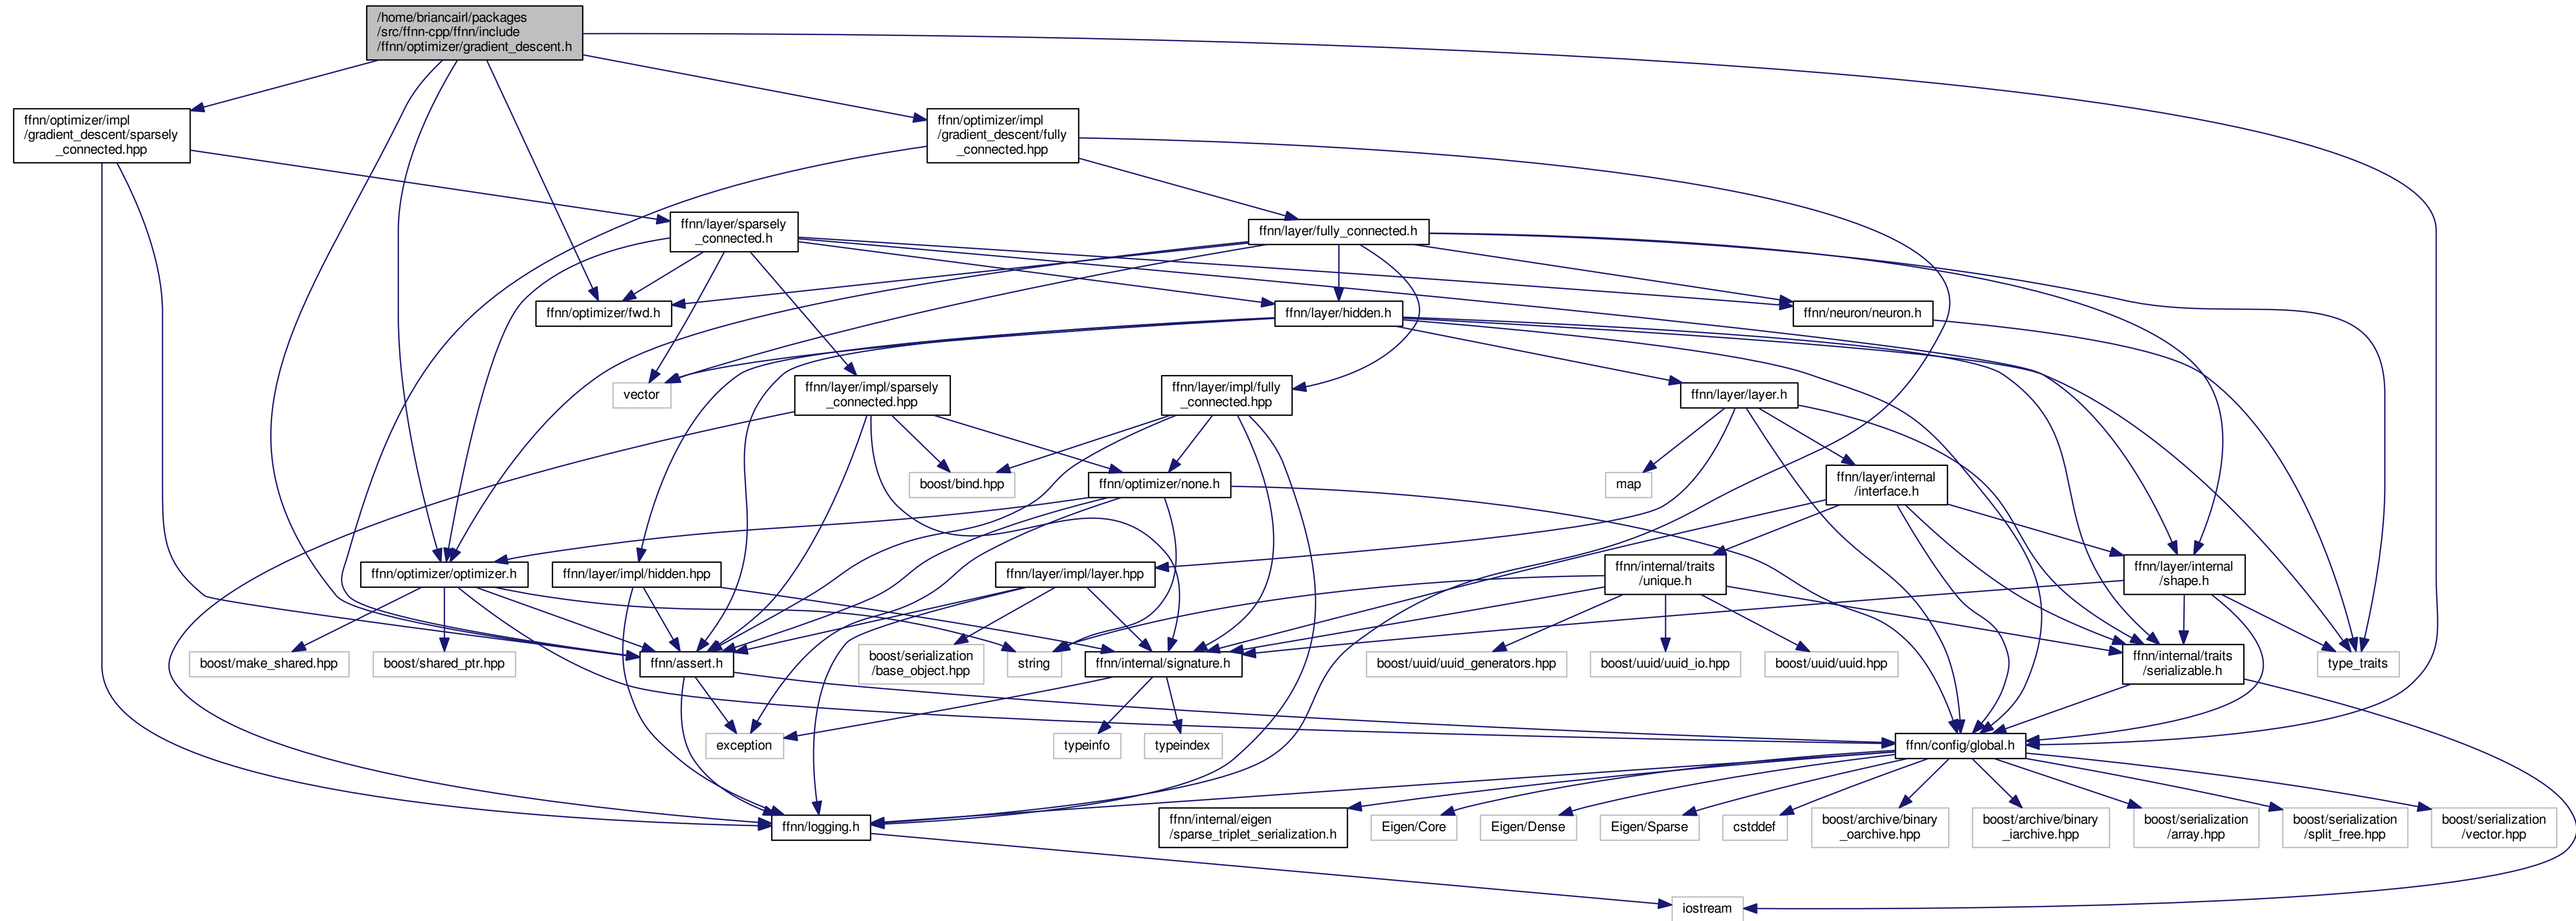 /home/briancairl/packages
/src/ffnn-cpp/ffnn/include
/ffnn/optimizer/gradient_descent.h
ffnn/optimizer/impl
/gradient_descent/sparsely
_connected.hpp
ffnn/optimizer/impl
/gradient_descent/fully
_connected.hpp
ffnn/layer/sparsely
_connected.h
ffnn/layer/fully_connected.h
ffnn/optimizer/fwd.h
ffnn/layer/hidden.h
ffnn/neuron/neuron.h
vector
ffnn/layer/impl/sparsely
_connected.hpp
ffnn/layer/impl/fully
_connected.hpp
ffnn/layer/layer.h
boost/bind.hpp
ffnn/optimizer/none.h
map
ffnn/layer/internal
/interface.h
ffnn/optimizer/optimizer.h
ffnn/layer/impl/hidden.hpp
ffnn/layer/impl/layer.hpp
ffnn/internal/traits
/unique.h
ffnn/layer/internal
/shape.h
boost/make_shared.hpp
boost/shared_ptr.hpp
ffnn/assert.h
boost/serialization
/base_object.hpp
string
ffnn/internal/signature.h
boost/uuid/uuid_generators.hpp
boost/uuid/uuid_io.hpp
boost/uuid/uuid.hpp
ffnn/internal/traits
/serializable.h
type_traits
exception
typeinfo
typeindex
ffnn/config/global.h
ffnn/logging.h
ffnn/internal/eigen
/sparse_triplet_serialization.h
Eigen/Core
Eigen/Dense
Eigen/Sparse
cstddef
boost/archive/binary
_oarchive.hpp
boost/archive/binary
_iarchive.hpp
boost/serialization
/array.hpp
boost/serialization
/split_free.hpp
boost/serialization
/vector.hpp
iostream